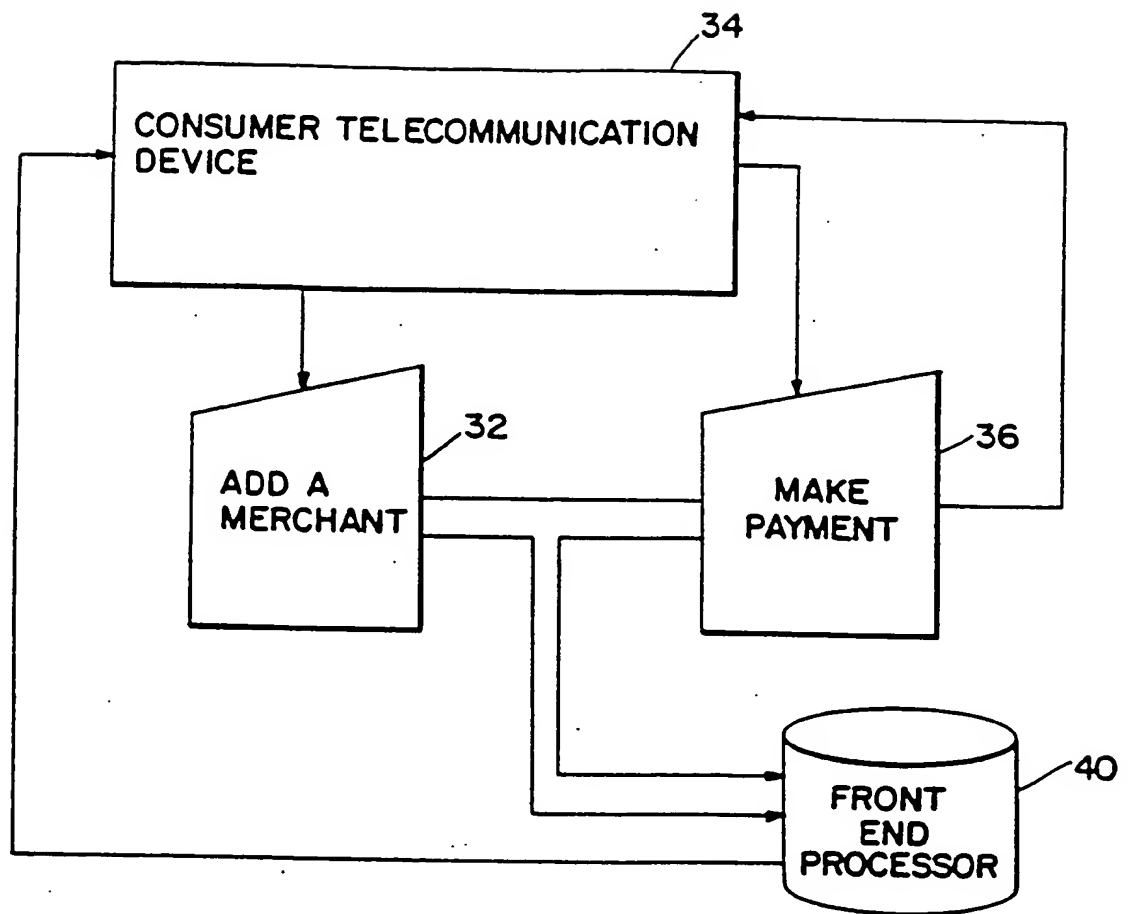 34
CONSUMER TELECOMMUNICATION
DEVICE
32
ADD A
MERCHANT
36
MAKE
PAYMENT
40
FRONT
END
PROCESSOR